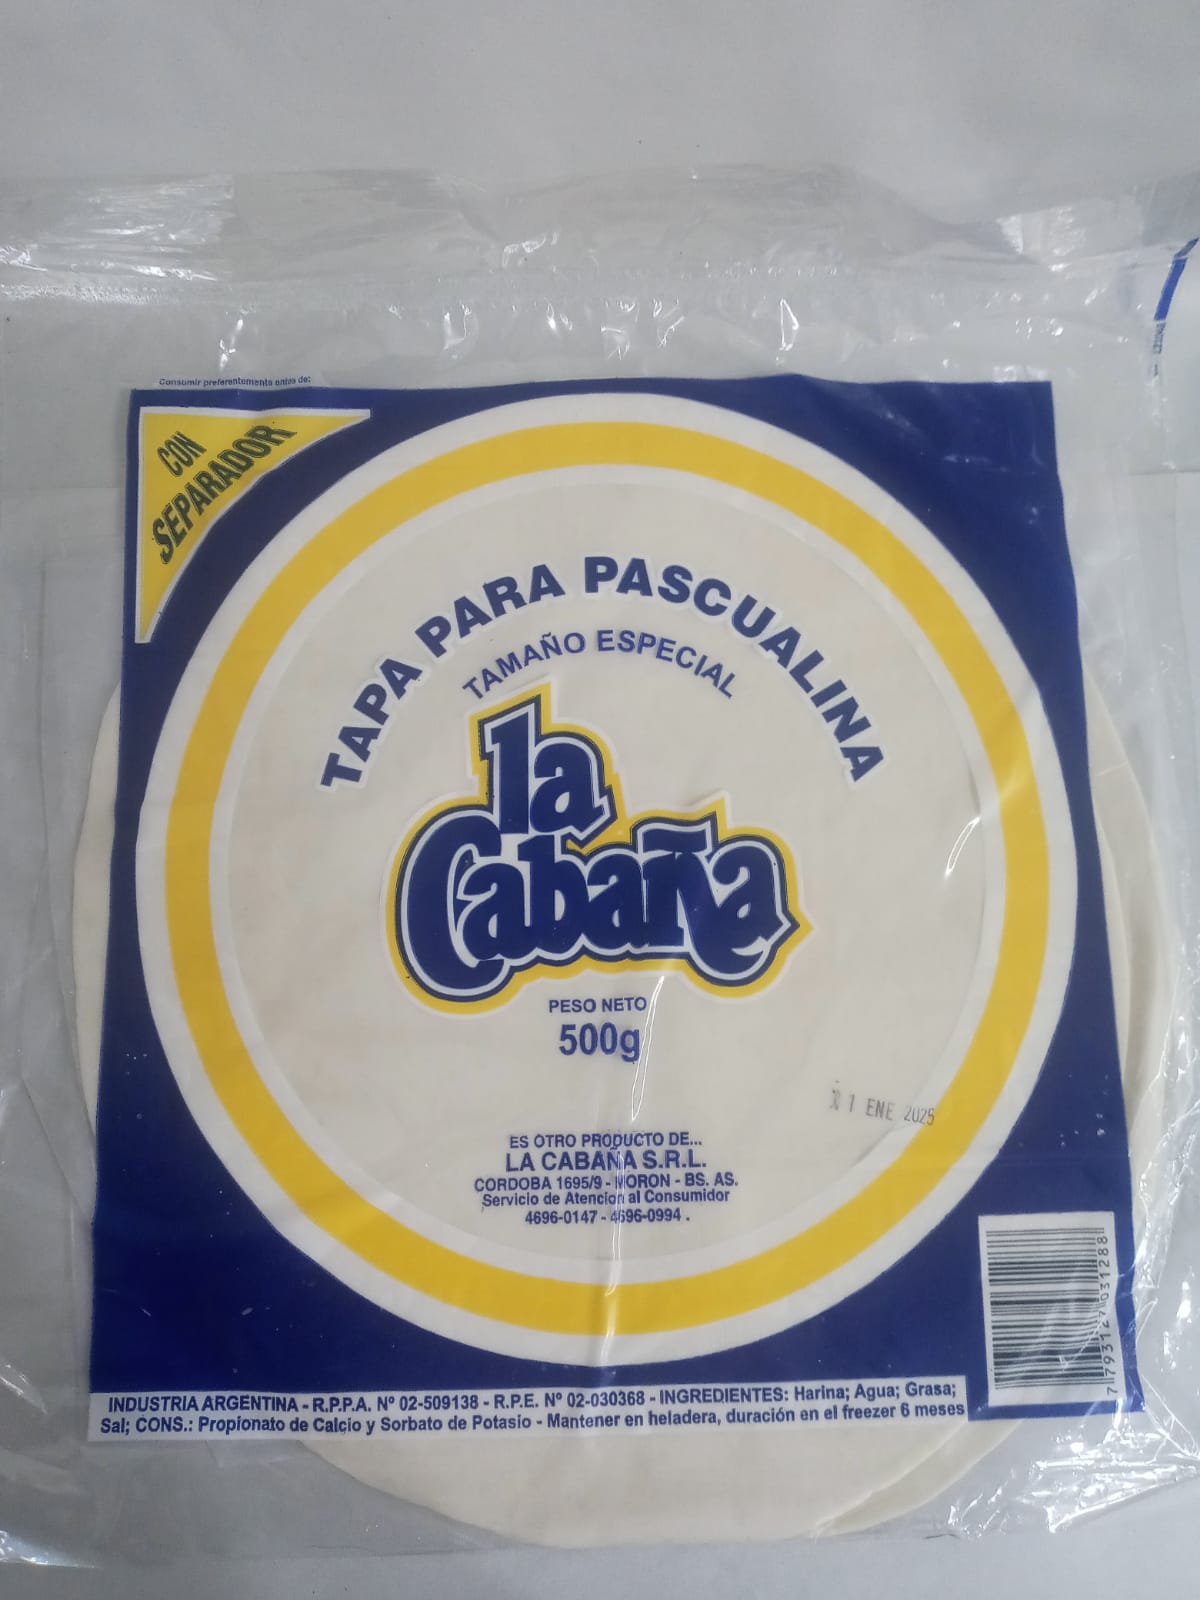 Consumir preferentemente antes de:
CON
SEPARADOR
TAPA PARA PASCUALINA
TAMAÑO ESPECIAL
la
Cabaña
PESO NETO
500g
1 ENE 2025
ES OTRO PRODUCTO DE...
LA CABAÑA S.R.L.
CORDOBA 1695/9 - MORON - BS. AS.
Servicio de Atencion al Consumidor
4696-0147 - 4696-0994 .
7793127031288
INDUSTRIA ARGENTINA - R.P.P.A. Nº 02-509138 - R.P.E. Nº 02-030368 - INGREDIENTES: Harina; Agua; Grasa;
Sal; CONS.: Propionato de Calcio y Sorbato de Potasio - Mantener en heladera, duración en el freezer 6 meses